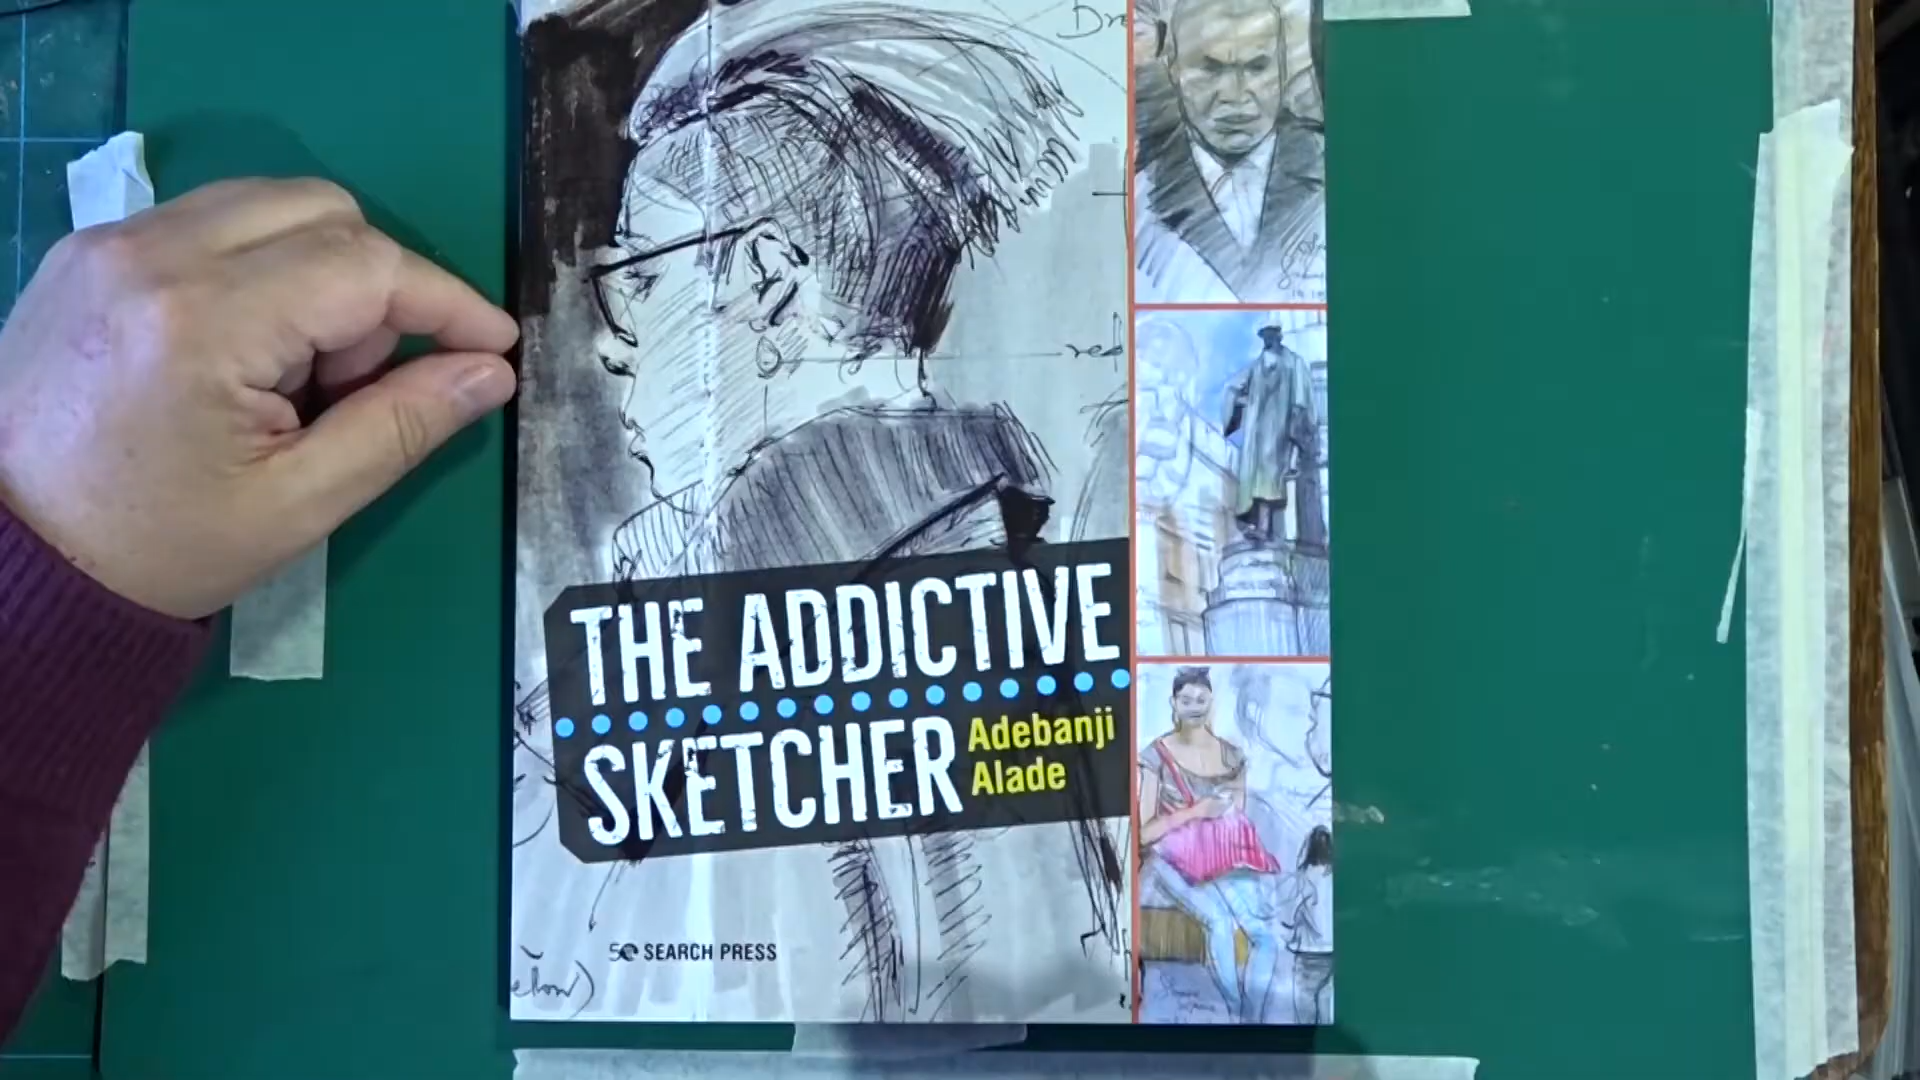 THE ADDICTIVE
SKETCHER
Adebanji
Alade
SEARCH PRESS